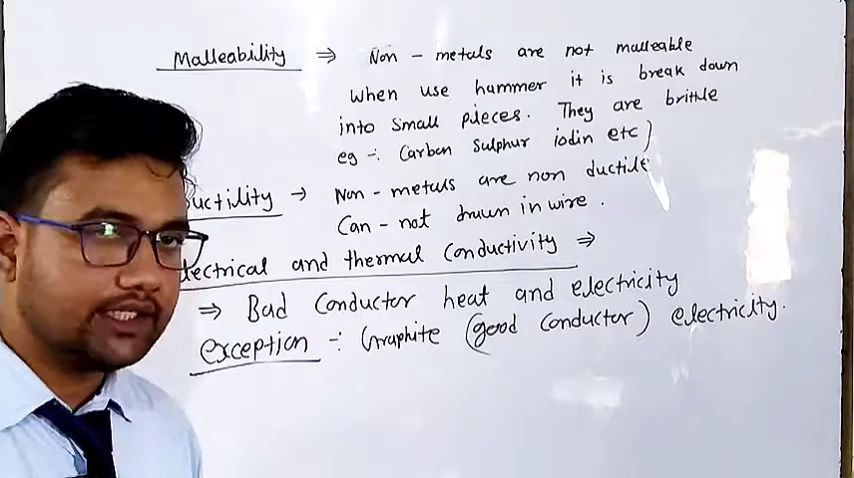 Malleability ⇒ Non - metals are not malleable
when use hammer it is break down
into small pieces. They are brittle
eg -: Carbon Sulphur iodin etc)
uctility → Non - metals are non ductile
Can - not drawn in wire .
lectrical and thermal conductivity ⇒
⇒ Bad conductor heat and electricity
exception -: Graphite (good conductor) electricity.